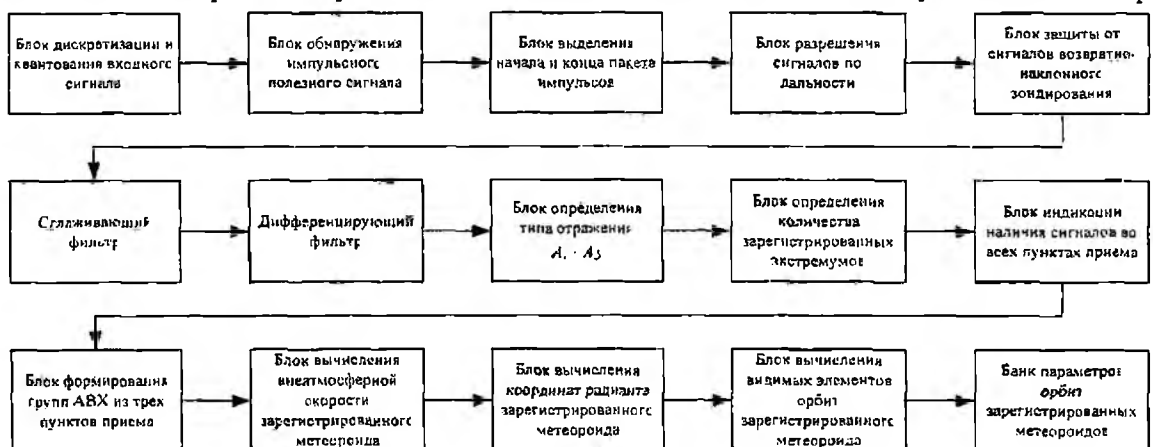 Блок дискретизации и
квантования входного
сигнала
Блок обнаружения
импульсного
полезного сигнала
Блок выделения
начала и конца пакета
импульсов
Блок разрешения
сигналов по
дальности
Блок защиты от
сигналов возвратно-
наклонного
зондирования
Сглаживающий
фильтр
Дифференцирующий
фильтр
Блок определения
типа отражения
Блок определения
количества
зарегистрированных
экстремумов
Блок индикации
наличия сигналов во
всех пунктах приема
Блок формирования
групп АВХ из трех
пунктов приема
Блок вычисления
внеатмосферной
скорости
зарегистрированного
метеороида
Блок вычисления
координат радианта
зарегистрированного
метеороида
Блок вычисления
видимых элементов
орбит
зарегистрированного
метеороида
Банк параметров
орбит
зарегистрированных
метеороидов